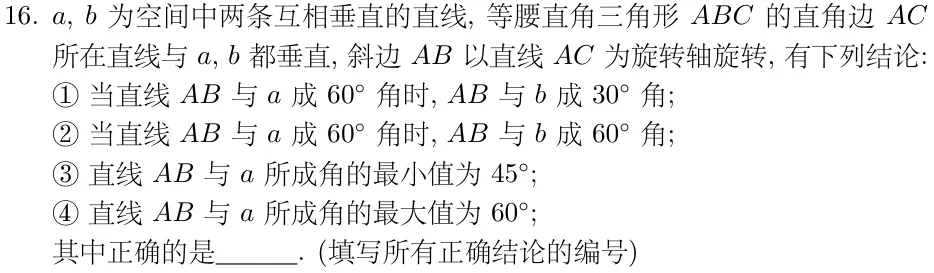 16. a, b 为空间中两条互相垂直的直线, 等腰直角三角形 ABC 的直角边 AC
所在直线与 a, b 都垂直, 斜边 AB 以直线 AC 为旋转轴旋转, 有下列结论:
① 当直线 AB 与 a 成 60° 角时, AB 与 b 成 30° 角;
② 当直线 AB 与 a 成 60° 角时, AB 与 b 成 60° 角;
③ 直线 AB 与 a 所成角的最小值为 45°;
④ 直线 AB 与 a 所成角的最大值为 60°;
其中正确的是______. (填写所有正确结论的编号)